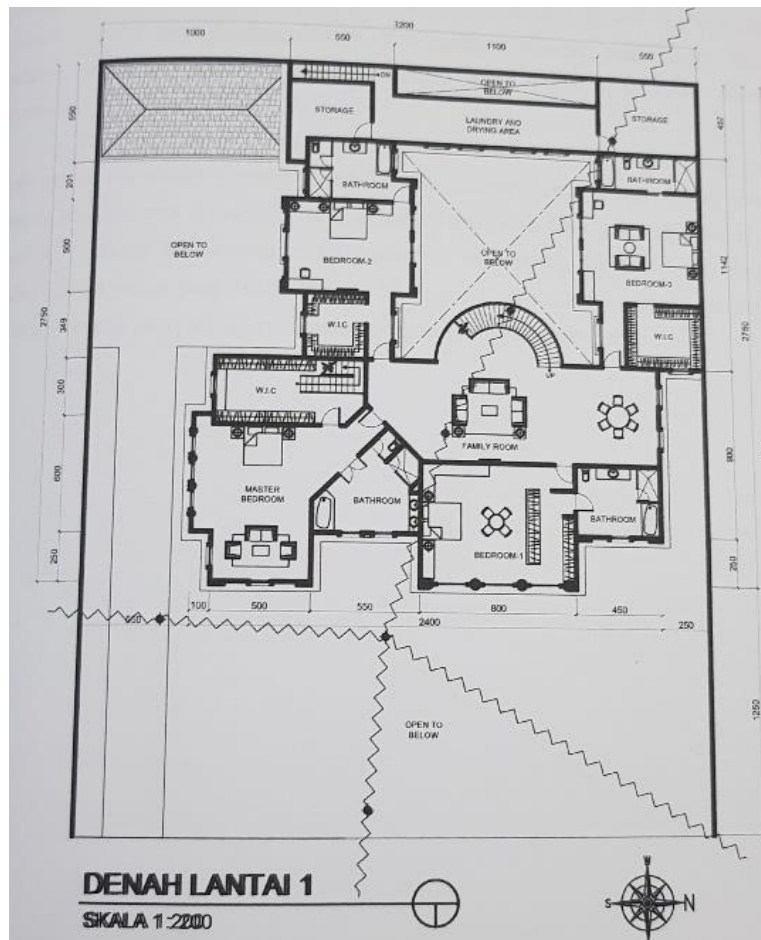 3200
1000
550
1100
550
DN
OPEN TO
BELOW
STORAGE
LAUNDRY AND
DRYING AREA
STORAGE
550
457
BATHROOM
BATHROOM
201
OPEN TO
BELOW
500
BEDROOM-2
OPEN TO
BELOW
BEDROOM-3
1142
2750
349
W.I.C
W.I.C
2750
300
W.I.C
UP
FAMILY ROOM
600
MASTER
BEDROOM
BATHROOM
BEDROOM-1
BATHROOM
250
250
100
500
550
800
450
2400
250
1250
OPEN TO
BELOW
DENAH LANTAI 1
SKALA 1:200
S
N